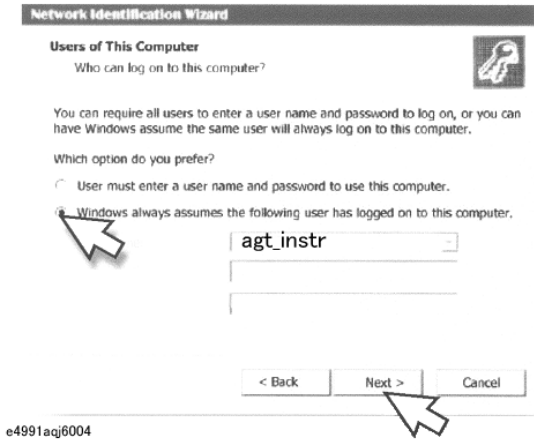 Network Identification Wizard
Users of This Computer
Who can log on to this computer?
You can require all users to enter a user name and password to log on, or you can
have Windows assume the same user will always log on to this computer.
Which option do you prefer?
User must enter a user name and password to use this computer.
Windows always assumes the following user has logged on to this computer.
agt_instr
< Back Next > Cancel
e4991aqj6004